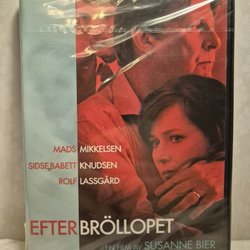 MADS MIKKELSEN
SIDSE BABETT KNUDSEN
ROLF LASSGÅRD
EFTER BRÖLLOPET
EN FILM AV SUSANNE BIER